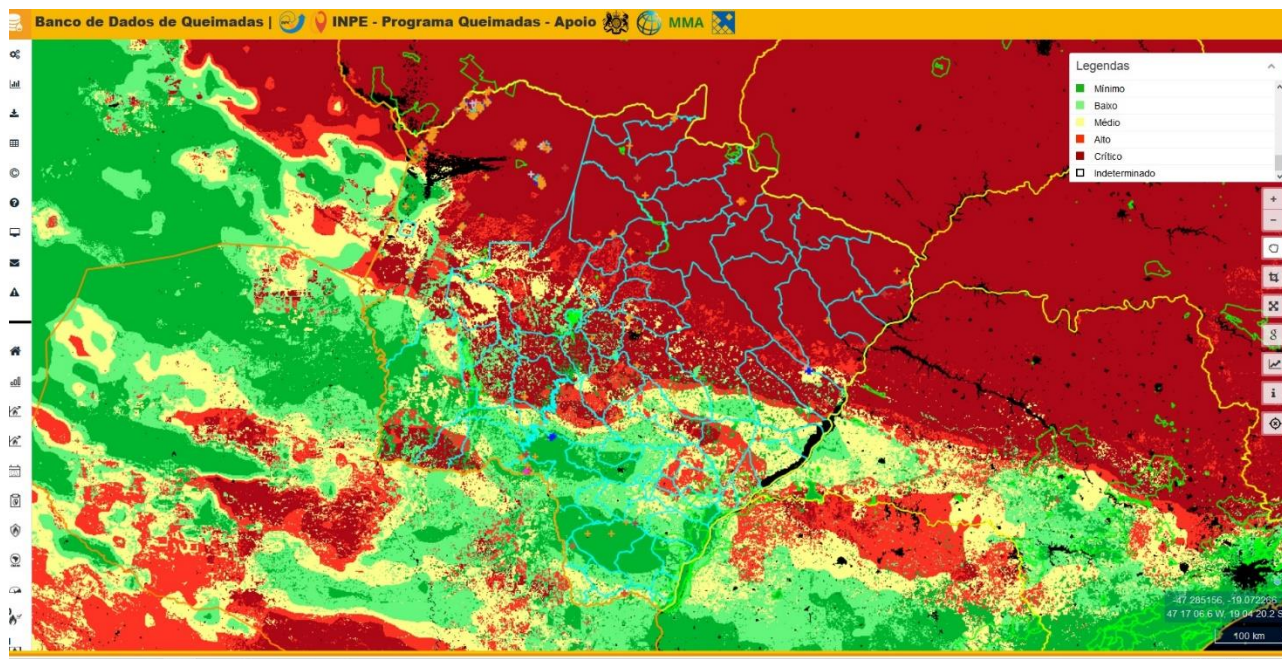 Banco de Dados de Queimadas | INPE - Programa Queimadas - Apoio MMA
Legendas
Mínimo
Baixo
Médio
Alto
Crítico
Indeterminado
-47.285156, -19.072266
47 17 06.6 W, 19 04 20.2 S
100 km